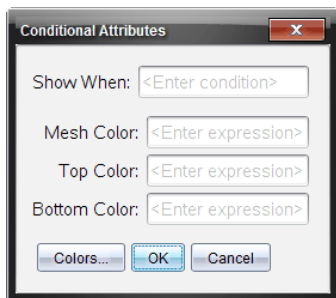 Conditional Attributes
Show When: <Enter condition>
Mesh Color: <Enter expression>
Top Color: <Enter expression>
Bottom Color: <Enter expression>
Colors... OK Cancel